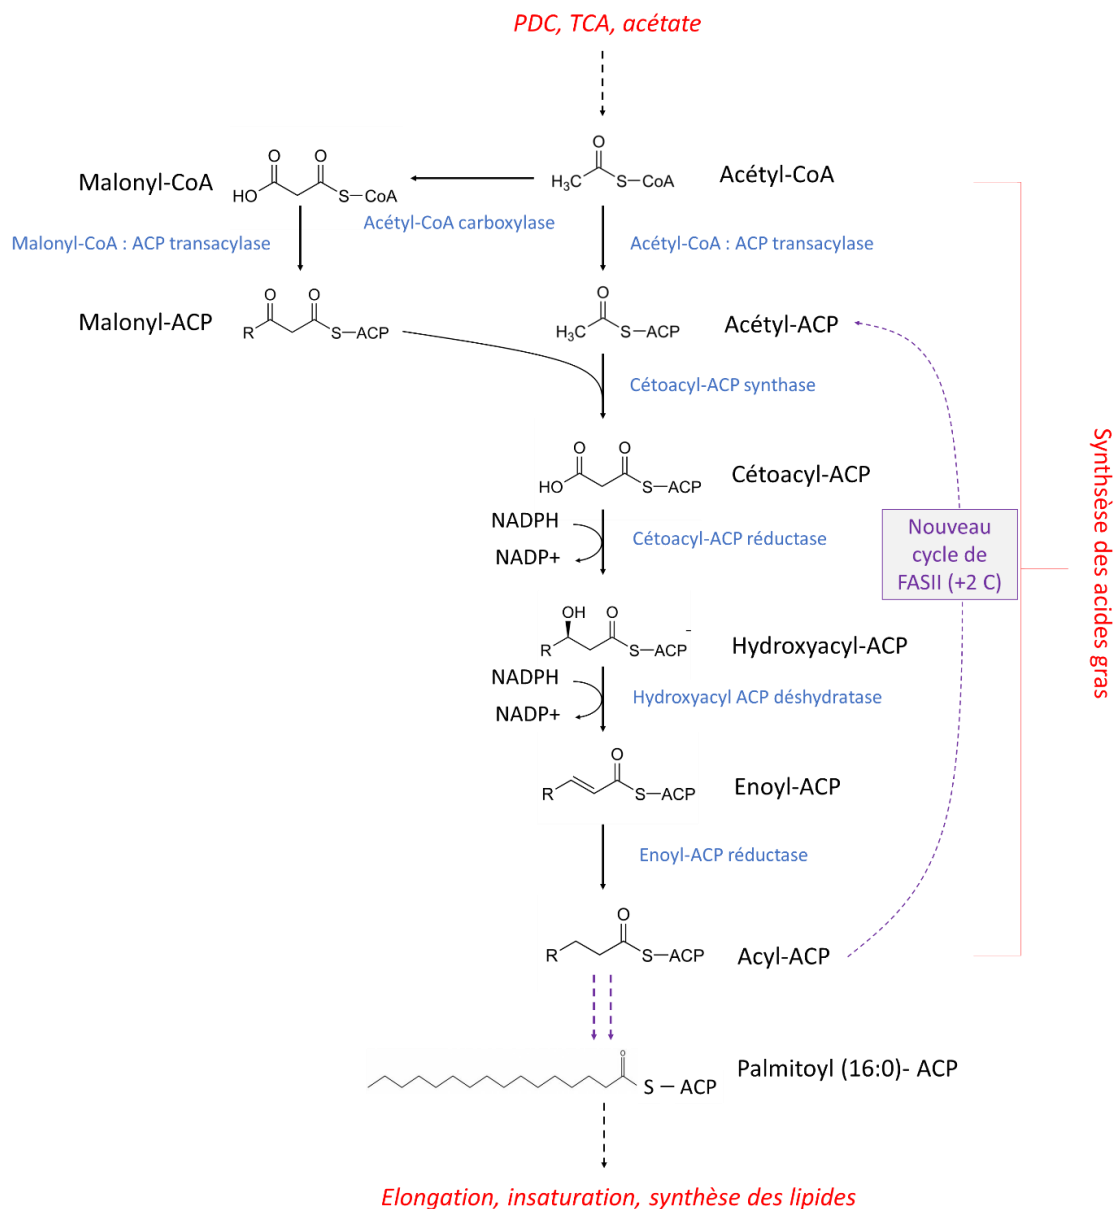 PDC, TCA, acétate
O
O
O
Malonyl-CoA
HO
S
CoA
H3C
S
CoA
Acétyl-CoA
Acétyl-CoA carboxylase
Malonyl-CoA : ACP transacylase
Acétyl-CoA : ACP transacylase
O
O
O
Malonyl-ACP
R
S
ACP
H3C
S
ACP
Acétyl-ACP
Cétoacyl-ACP synthase
O
O
HO
S
ACP
Cétoacyl-ACP
NADPH
NADP+
Cétoacyl-ACP réductase
Nouveau
cycle de
FASII (+2 C)
Synthsèse des acides gras
OH
O
R
S
ACP
-
Hydroxyacyl-ACP
NADPH
NADP+
Hydroxyacyl ACP déshydratase
O
R
S
ACP
Enoyl-ACP
Enoyl-ACP réductase
O
R
S
ACP
Acyl-ACP
O
S – ACP
Palmitoyl (16:0)- ACP
Elongation, insaturation, synthèse des lipides